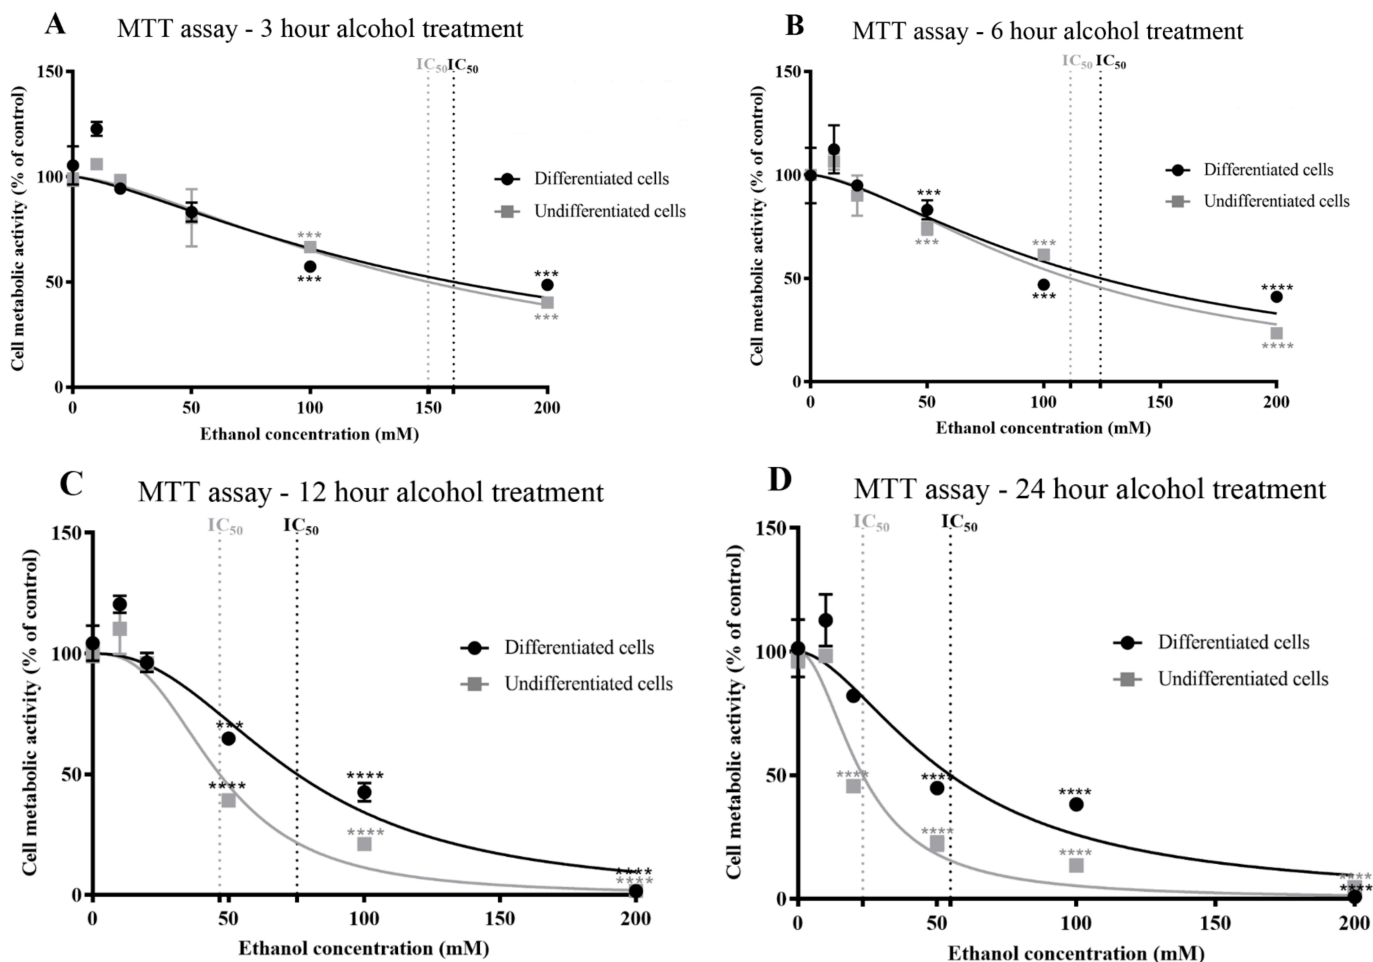 A
MTT assay - 3 hour alcohol treatment
IC50 IC50
150
100
50
0
Cell metabolic activity (% of control)
***
***
***
***
Differentiated cells
Undifferentiated cells
0 50 100 150 200
Ethanol concentration (mM)
B
MTT assay - 6 hour alcohol treatment
IC50 IC50
150
100
50
0
Cell metabolic activity (% of control)
***
***
***
***
****
****
Differentiated cells
Undifferentiated cells
0 50 100 150 200
Ethanol concentration (mM)
C
MTT assay - 12 hour alcohol treatment
IC50 IC50
150
100
50
0
Cell metabolic activity (% of control)
***
****
****
****
****
****
Differentiated cells
Undifferentiated cells
0 50 100 150 200
Ethanol concentration (mM)
D
MTT assay - 24 hour alcohol treatment
IC50 IC50
150
100
50
0
Cell metabolic activity (% of control)
****
****
****
****
****
****
****
Differentiated cells
Undifferentiated cells
0 50 100 150 200
Ethanol concentration (mM)